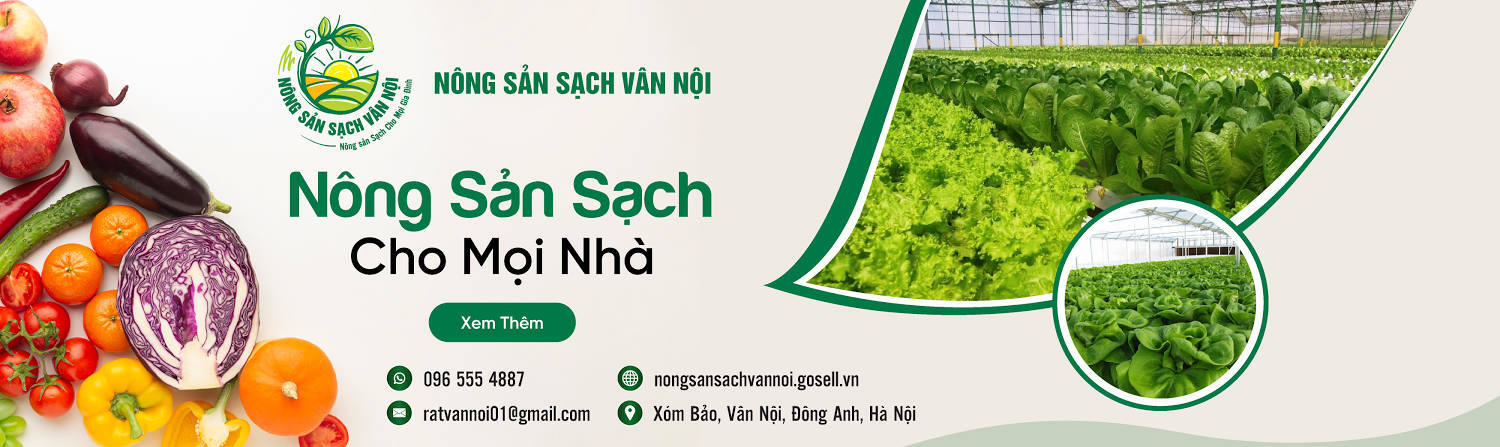 NÔNG SẢN SẠCH VÂN NỘI
Nông sản Sạch Cho Mọi Gia Đình
NÔNG SẢN SẠCH VÂN NỘI
Nông Sản Sạch
Cho Mọi Nhà
Xem Thêm
096 555 4887
nongsansachvannoi.gosell.vn
ratvannoi01@gmail.com
Xóm Bảo, Vân Nội, Đông Anh, Hà Nội